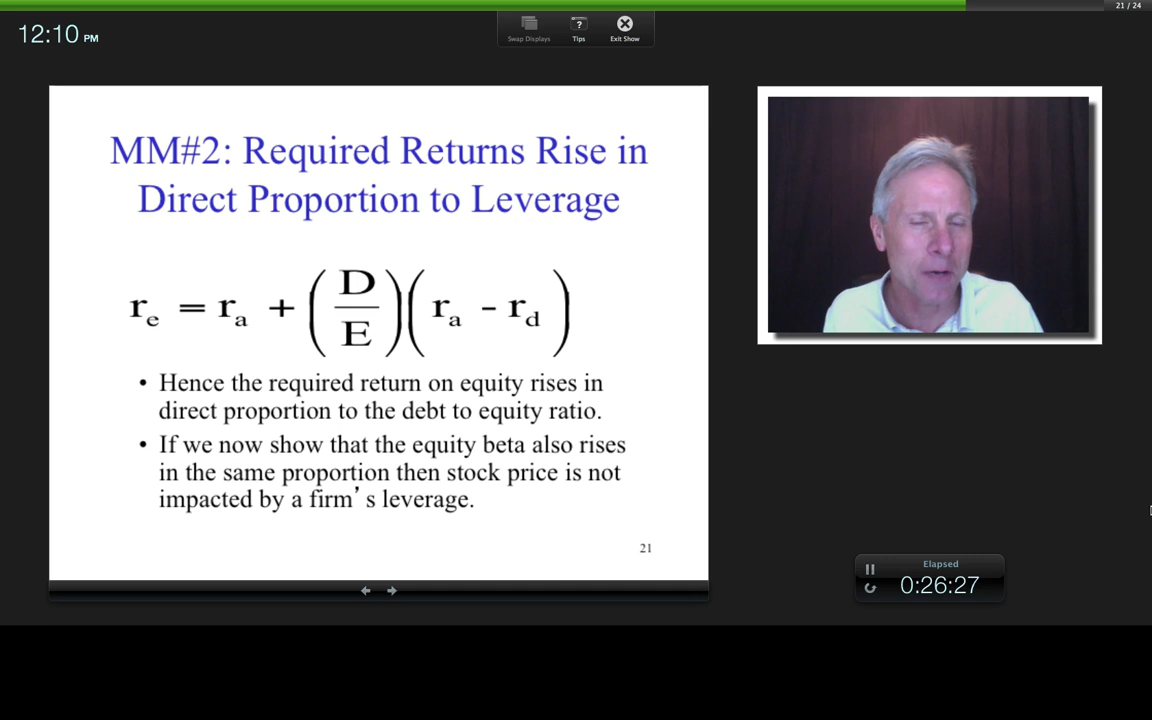 21 / 24
12:10 PM
Swap Displays
?
Tips
Exit Show
MM#2: Required Returns Rise in
Direct Proportion to Leverage
rₑ = rₐ + (D/E)(rₐ - r_d)
• Hence the required return on equity rises in
direct proportion to the debt to equity ratio.
• If we now show that the equity beta also rises
in the same proportion then stock price is not
impacted by a firm’s leverage.
21
Elapsed
0:26:27